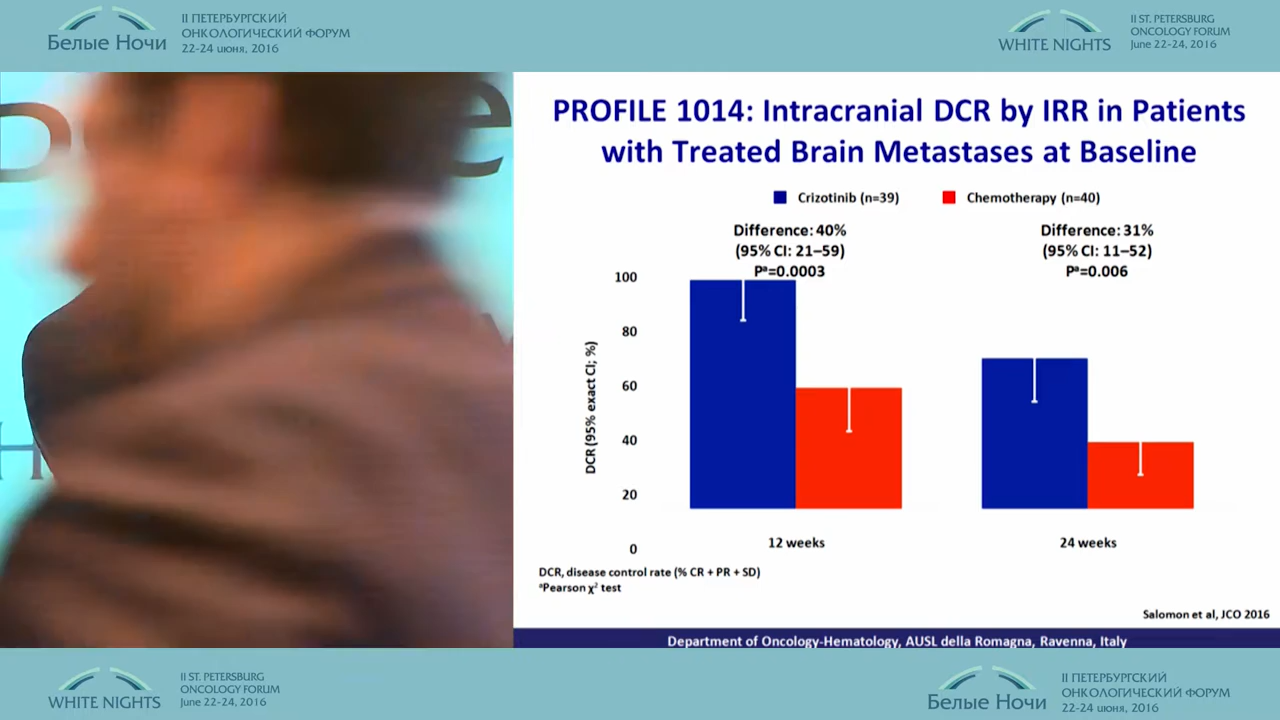 Белые Ночи
II ПЕТЕРБУРГСКИЙ
ОНКОЛОГИЧЕСКИЙ ФОРУМ
22-24 июня, 2016
WHITE NIGHTS
II ST. PETERSBURG
ONCOLOGY FORUM
June 22-24, 2016
PROFILE 1014: Intracranial DCR by IRR in Patients
with Treated Brain Metastases at Baseline
Crizotinib (n=39)
Chemotherapy (n=40)
Difference: 40%
(95% CI: 21–59)
Pª=0.0003
Difference: 31%
(95% CI: 11–52)
Pª=0.006
DCR (95% exact CI; %)
100
80
60
40
20
0
12 weeks
24 weeks
DCR, disease control rate (% CR + PR + SD)
ªPearson χ² test
Salomon et al, JCO 2016
Department of Oncology-Hematology, AUSL della Romagna, Ravenna, Italy
WHITE NIGHTS
II ST. PETERSBURG
ONCOLOGY FORUM
June 22-24, 2016
Белые Ночи
II ПЕТЕРБУРГСКИЙ
ОНКОЛОГИЧЕСКИЙ ФОРУМ
22-24 июня, 2016